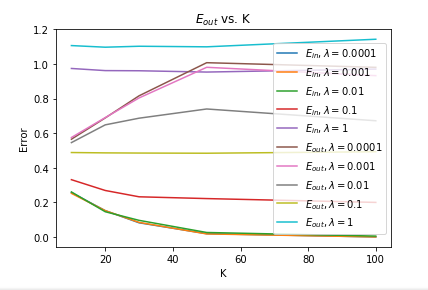 E_out vs. K
Error
1.2
1.0
0.8
0.6
0.4
0.2
0.0
20
40
60
80
100
K
E_in, λ = 0.0001
E_in, λ = 0.001
E_in, λ = 0.01
E_in, λ = 0.1
E_in, λ = 1
E_out, λ = 0.0001
E_out, λ = 0.001
E_out, λ = 0.01
E_out, λ = 0.1
E_out, λ = 1